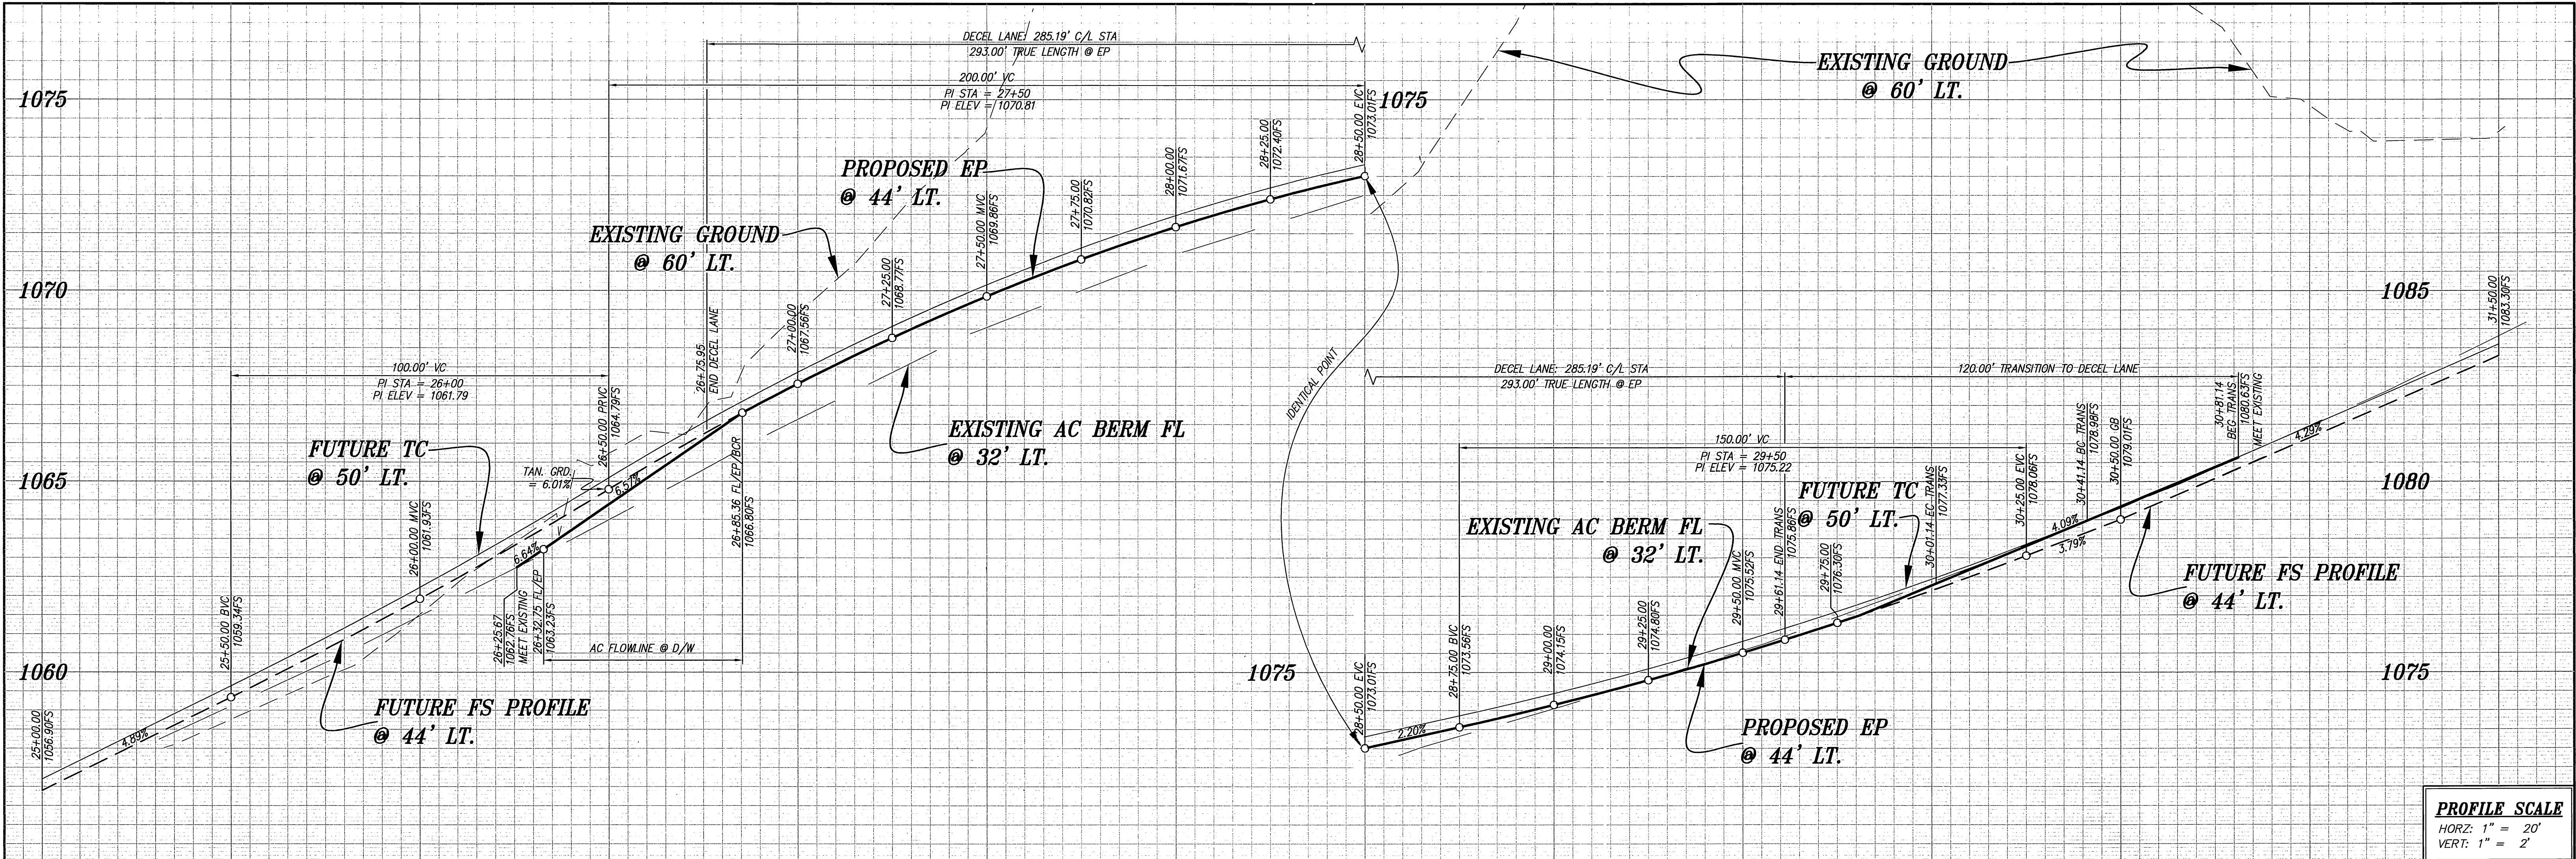 DECEL LANE: 285.19' C/L STA
293.00' TRUE LENGTH @ EP
200.00' VC
PI STA = 27+50
PI ELEV = 1070.81
EXISTING GROUND
@ 60' LT.
1075
1075
28+50.00 EVC
1073.01FS
28+25.00
1072.40FS
28+00.00
1071.67FS
27+75.00
1070.82FS
27+50.00 MVC
1069.86FS
27+25.00
1068.77FS
27+00.00
1067.56FS
PROPOSED EP
@ 44' LT.
EXISTING GROUND
@ 60' LT.
1070
1085
31+50.00
1083.30FS
26+75.95
END DECEL LANE
100.00' VC
PI STA = 26+00
PI ELEV = 1061.79
26+50.00 PRVC
1064.79FS
IDENTICAL POINT
DECEL LANE: 285.19' C/L STA
293.00' TRUE LENGTH @ EP
120.00' TRANSITION TO DECEL LANE
30+81.14
BEG TRANS
1080.63FS
MEET EXISTING
4.29%
EXISTING AC BERM FL
@ 32' LT.
FUTURE TC
@ 50' LT.
TAN. GRD.
= 6.01%
6.57%
26+85.36 FL/EP/BCR
1066.80FS
1065
1080
150.00' VC
PI STA = 29+50
PI ELEV = 1075.22
30+41.14 BC TRANS
1078.98FS
30+50.00 GB
1079.01FS
30+25.00 EVC
1078.06FS
30+01.14 EC TRANS
1077.33FS
4.09%
3.79%
FUTURE TC
@ 50' LT.
EXISTING AC BERM FL
@ 32' LT.
26+00.00 MVC
1061.93FS
6.64%
26+25.67
1062.76FS
MEET EXISTING
26+32.75 FL/EP
1063.23FS
AC FLOWLINE @ D/W
25+50.00 BVC
1059.34FS
FUTURE FS PROFILE
@ 44' LT.
29+75.00
1076.30FS
29+61.14 END TRANS
1075.86FS
29+50.00 MVC
1075.52FS
29+25.00
1074.80FS
29+00.00
1074.15FS
28+75.00 BVC
1073.56FS
28+50.00 EVC
1073.01FS
1060
1075
1075
FUTURE FS PROFILE
@ 44' LT.
PROPOSED EP
@ 44' LT.
2.20%
4.89%
25+00.00
1056.90FS
PROFILE SCALE
HORZ: 1" = 20'
VERT: 1" = 2'